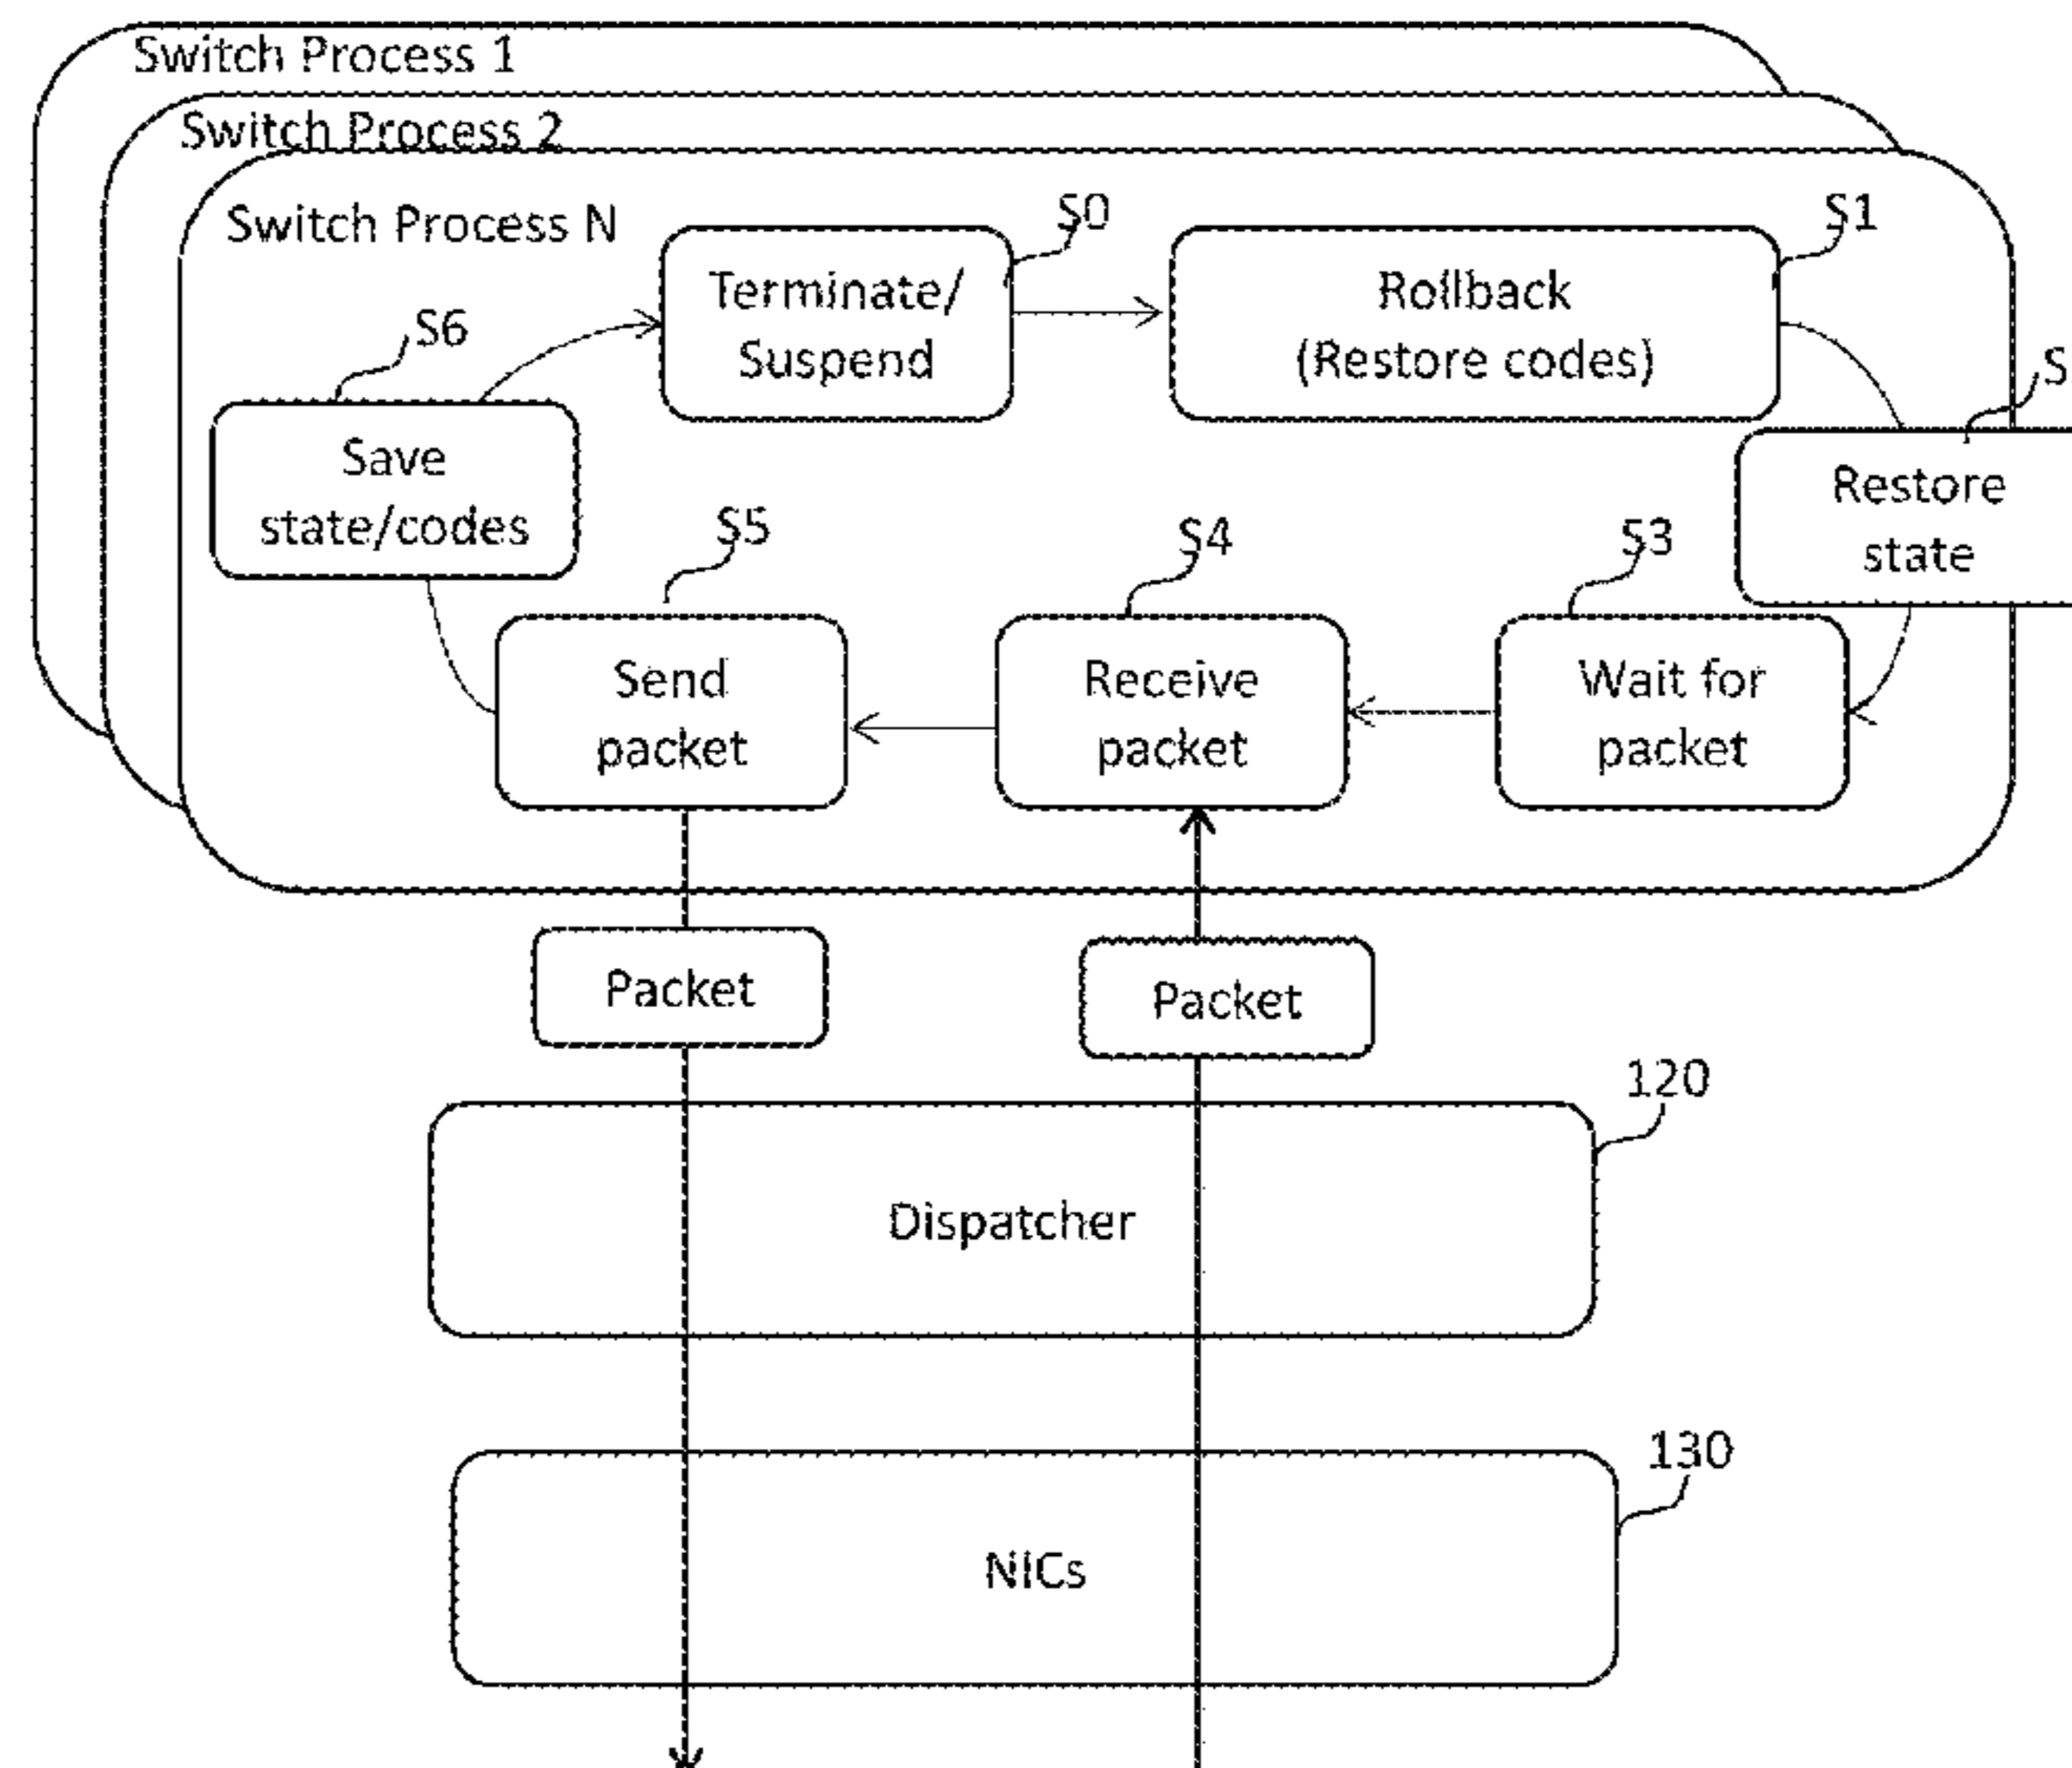 Switch Process 1
Switch Process 2
Switch Process N
S0
S1
Terminate/
Suspend
Rollback
(Restore codes)
S6
S
Save
state/codes
Restore
state
S5
S4
S3
Send
packet
Receive
packet
Wait for
packet
Packet
Packet
120
Dispatcher
130
NICs